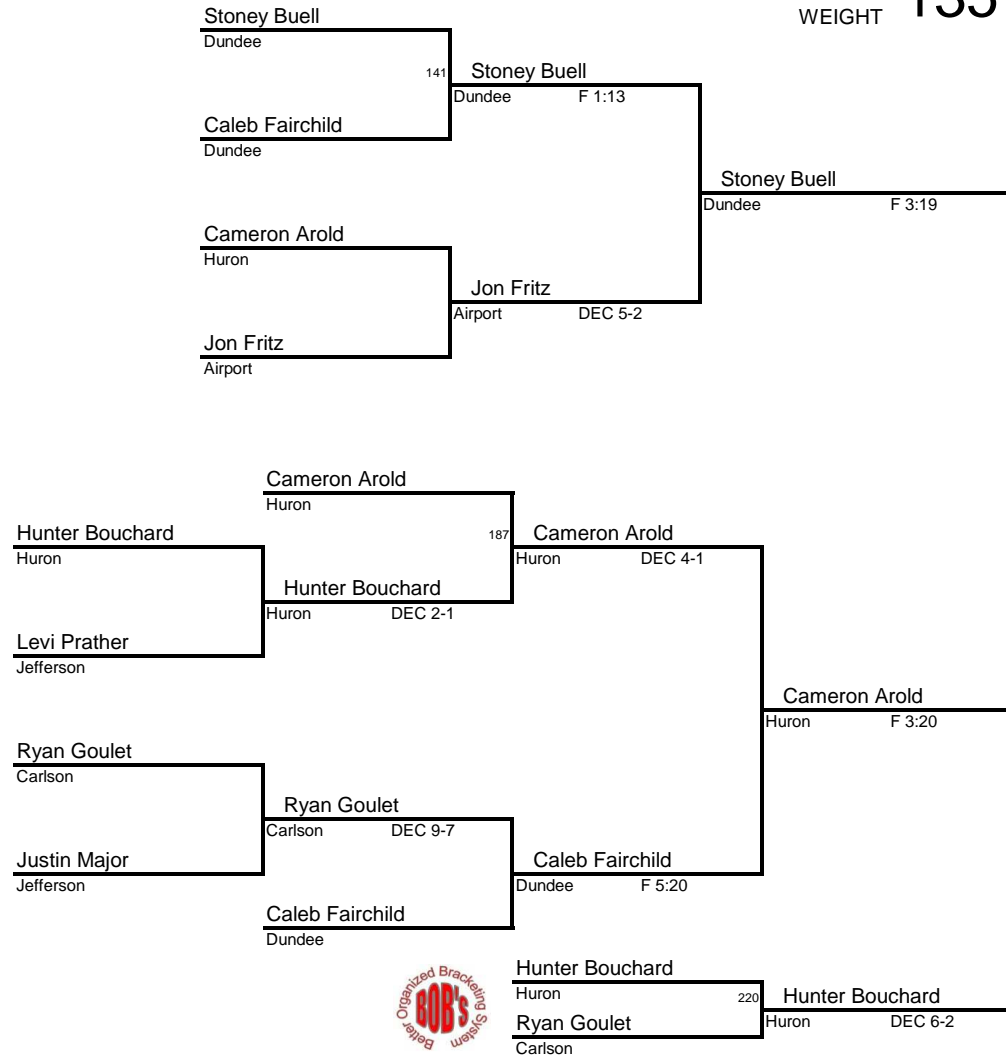 WEIGHT
Stoney Buell
Dundee
141
Stoney Buell
Dundee F 1:13
Caleb Fairchild
Dundee
Stoney Buell
Dundee F 3:19
Cameron Arold
Huron
Jon Fritz
Airport DEC 5-2
Jon Fritz
Airport
Cameron Arold
Huron
Hunter Bouchard
Huron
187
Cameron Arold
Huron DEC 4-1
Hunter Bouchard
Huron DEC 2-1
Levi Prather
Jefferson
Cameron Arold
Huron F 3:20
Ryan Goulet
Carlson
Ryan Goulet
Carlson DEC 9-7
Justin Major
Jefferson
Caleb Fairchild
Dundee F 5:20
Caleb Fairchild
Dundee
Better Organized Bracketing System
BOB'S
Hunter Bouchard
Huron
220
Hunter Bouchard
Huron DEC 6-2
Ryan Goulet
Carlson